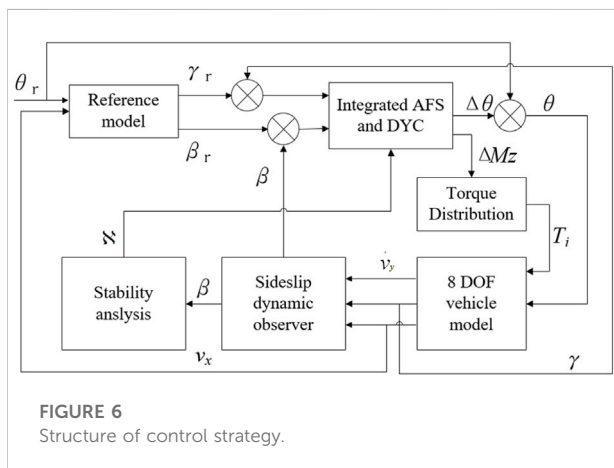 θ r
γ r
Reference
model
β r
β
Integrated AFS
and DYC
Δθ
θ
ΔMz
Torque
Distribution
T i
ℵ
Stability
anslysis
β
Sideslip
dynamic
observer
v̇y
8 DOF
vehicle
model
vx
γ
FIGURE 6
Structure of control strategy.